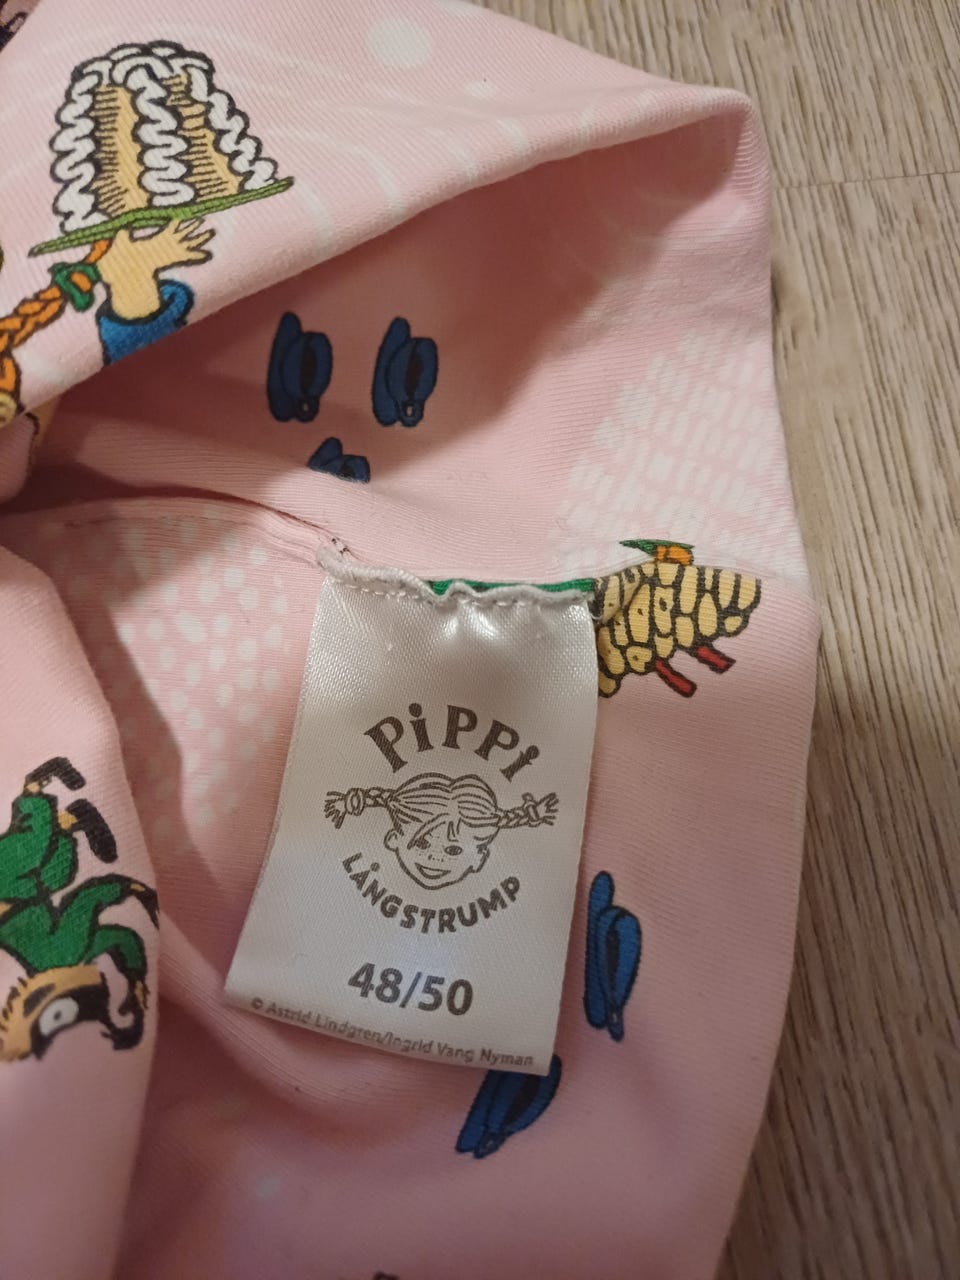 PiPPi
LÅNGSTRUMP
48/50
© Astrid Lindgren/Ingrid Vang Nyman